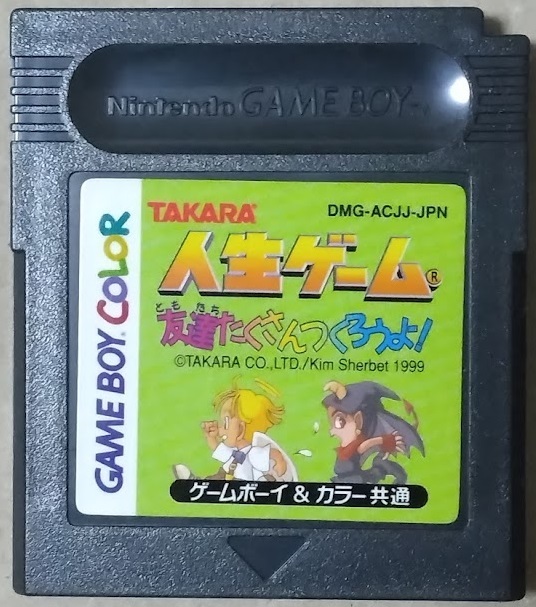 Nintendo GAME BOY
GAME BOY COLOR
TAKARA
DMG-ACJJ-JPN
人生ゲーム®
ともだち
友達たくさんつくろうよ!
©TAKARA CO.,LTD./Kim Sherbet 1999
ゲームボーイ & カラー共通